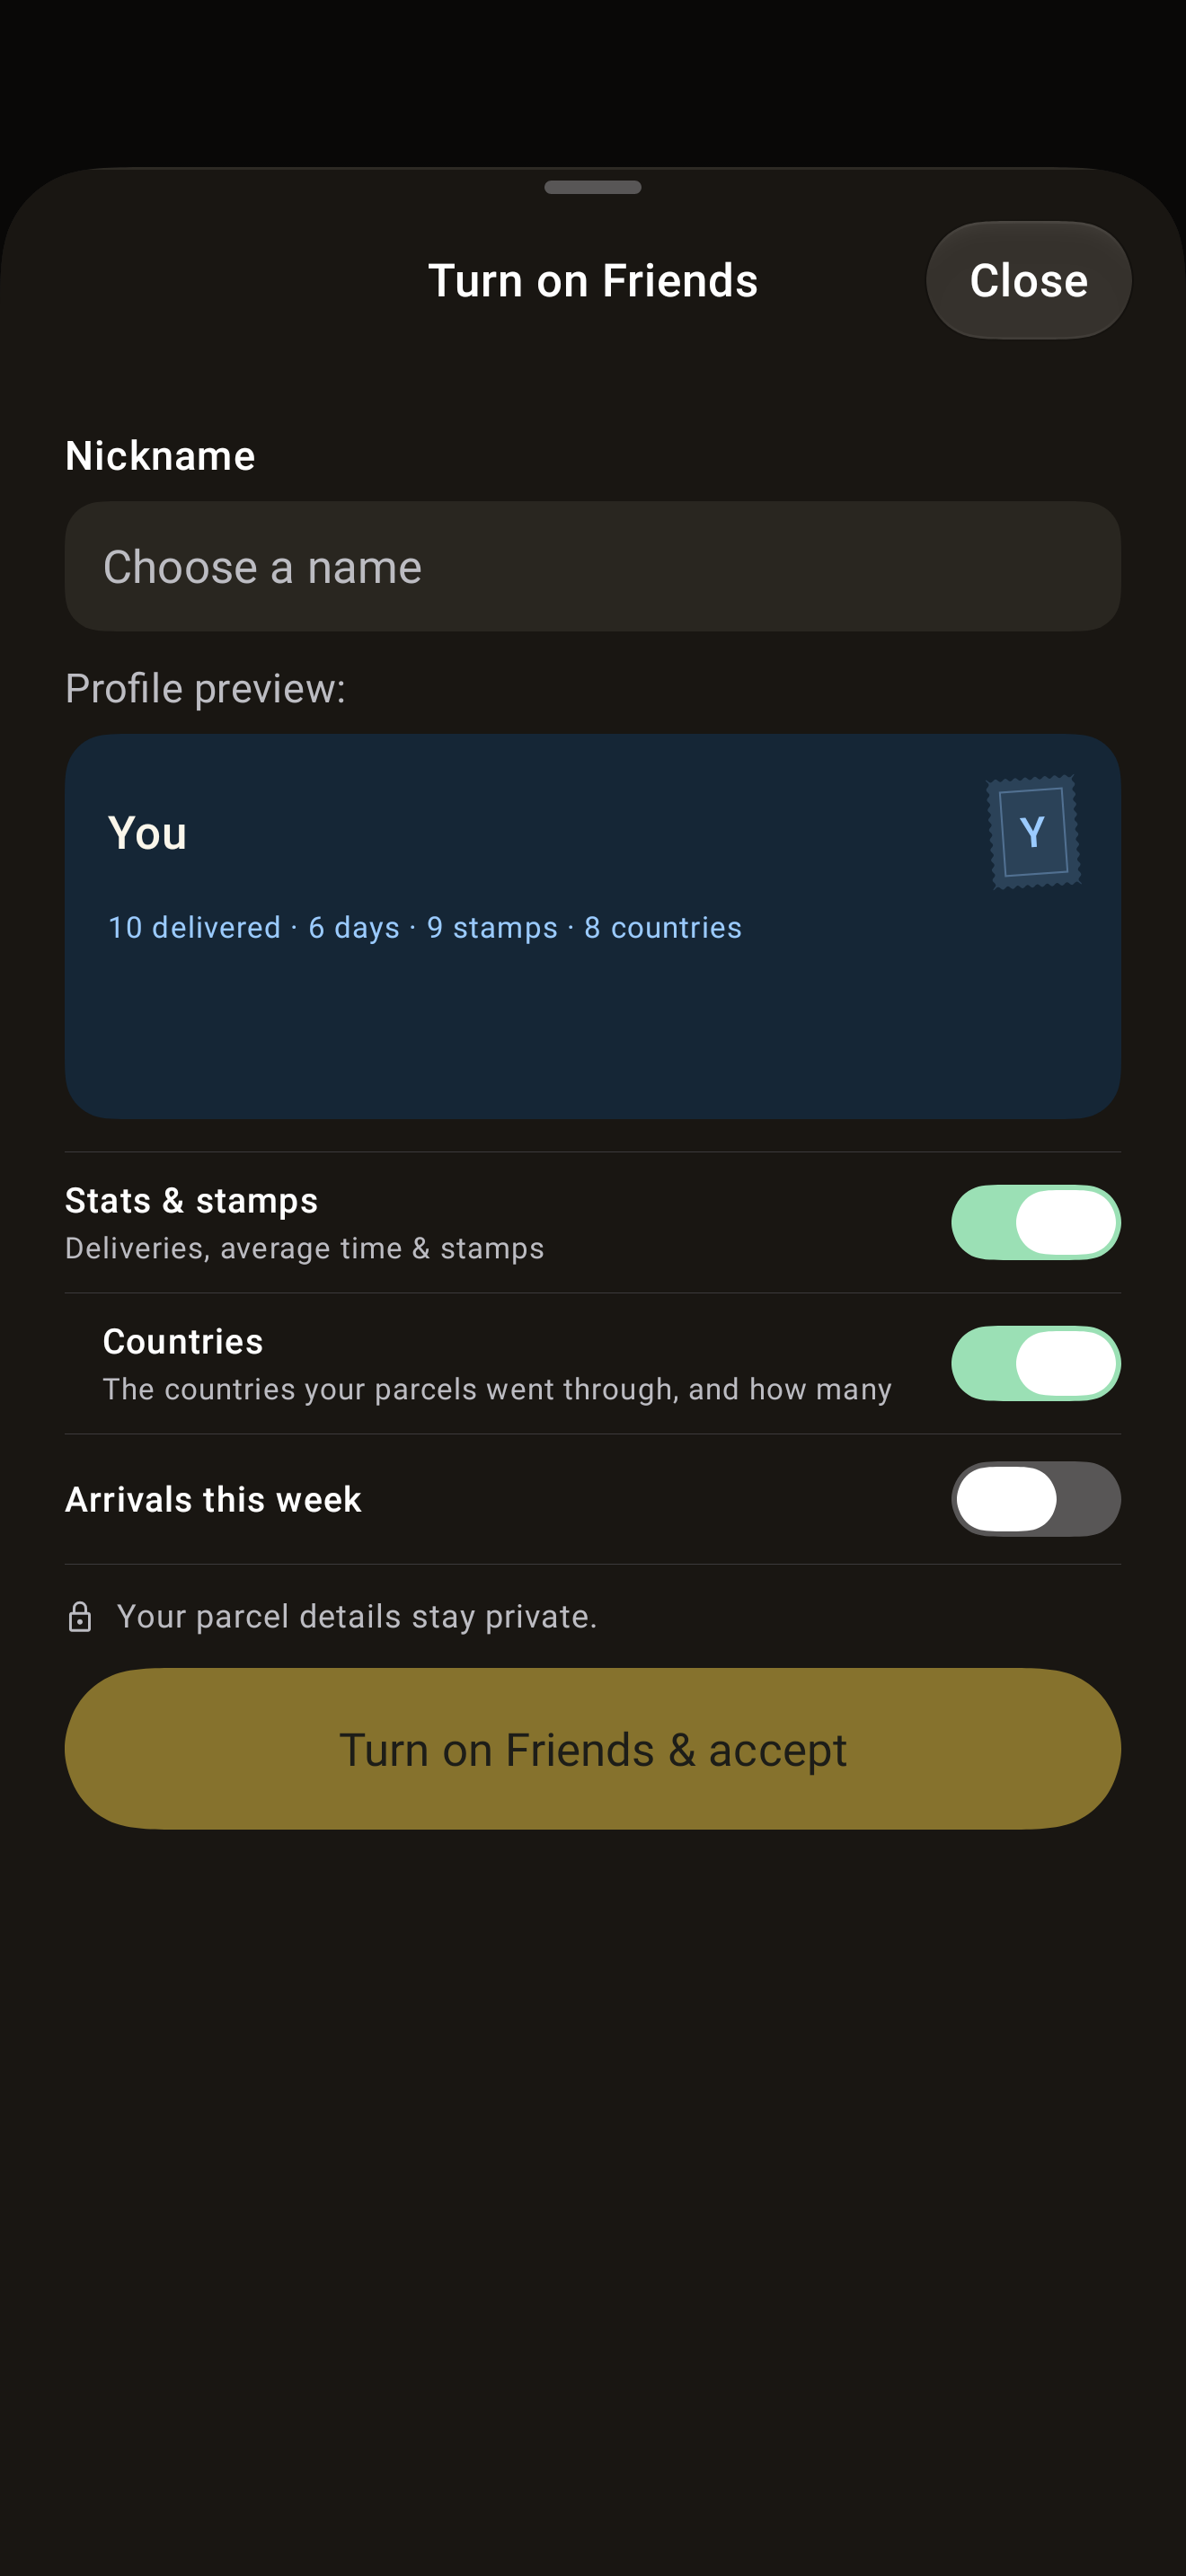 Turn on Friends
Close
Nickname
Choose a name
Profile preview:
You
Y
10 delivered · 6 days · 9 stamps · 8 countries
Stats & stamps
Deliveries, average time & stamps
Countries
The countries your parcels went through, and how many
Arrivals this week
Your parcel details stay private.
Turn on Friends & accept